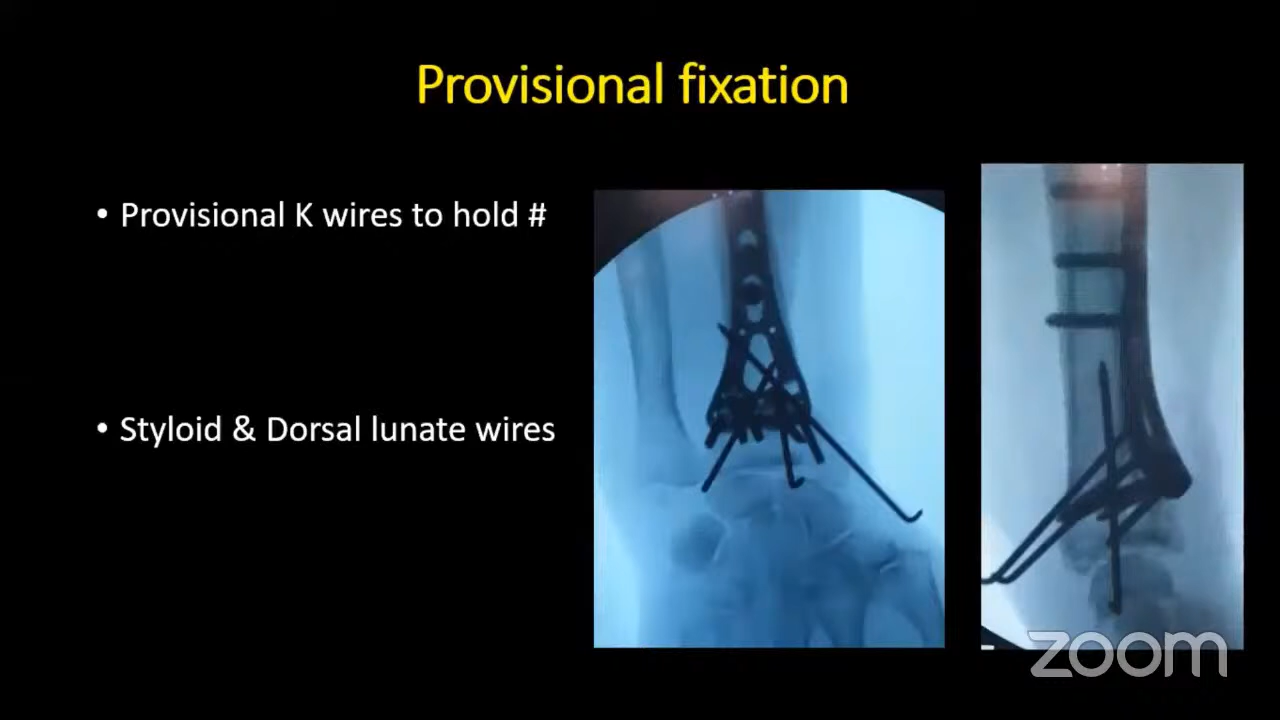 Provisional fixation
• Provisional K wires to hold #
• Styloid & Dorsal lunate wires
zoom